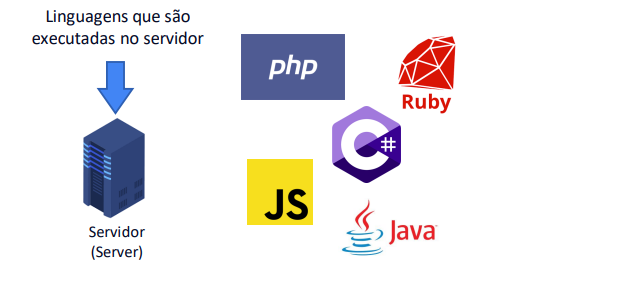 Linguagens que são
executadas no servidor
php
Ruby
C#
JS
Java
Servidor
(Server)